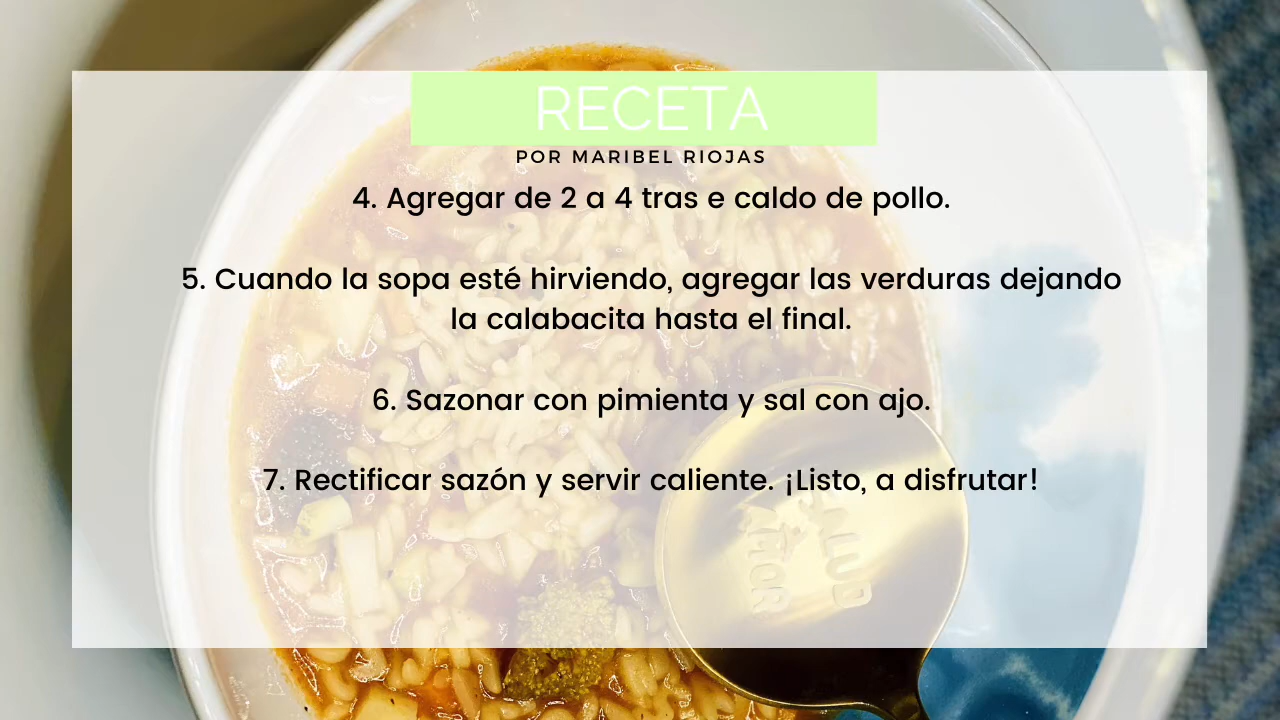 RECETA
POR MARIBEL RIOJAS
4. Agregar de 2 a 4 tras e caldo de pollo.
5. Cuando la sopa esté hirviendo, agregar las verduras dejando
la calabacita hasta el final.
6. Sazonar con pimienta y sal con ajo.
7. Rectificar sazón y servir caliente. ¡Listo, a disfrutar!
SALUD
AMOR